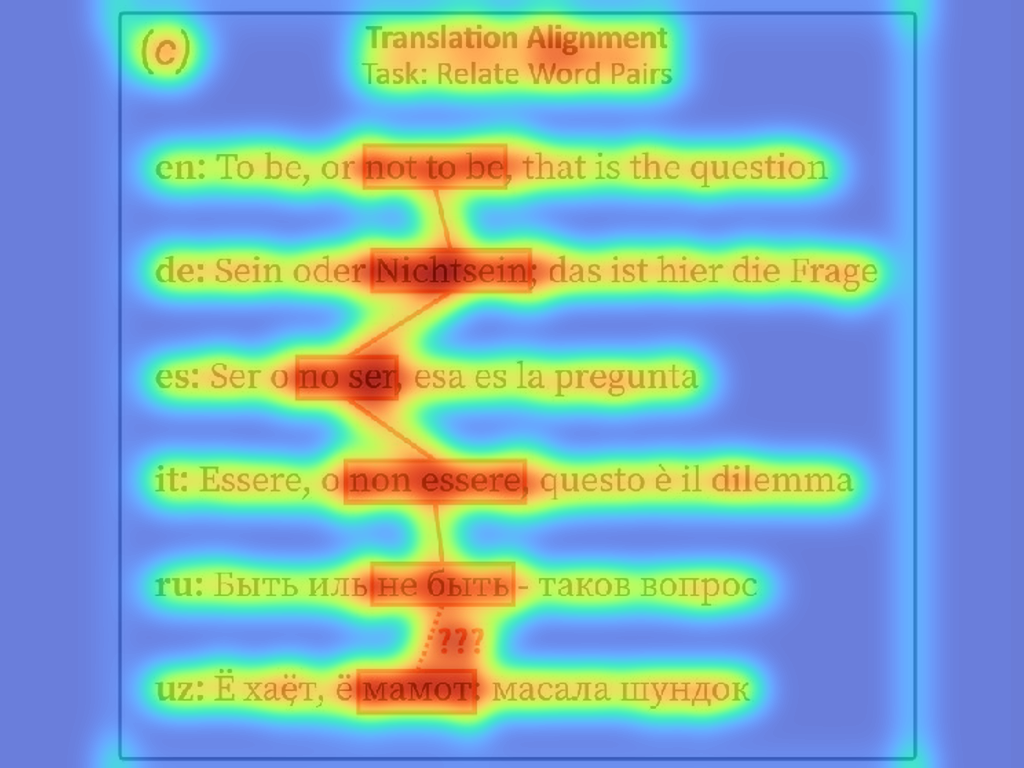 (C)
Translation Alignment
Task: Relate Word Pairs
en: To be, or not to be, that is the question
de: Sein oder Nichtsein; das ist hier die Frage
es: Ser o no ser, esa es la pregunta
it: Essere, o non essere, questo è il dilemma
ru: Быть иль не быть - таков вопрос
???
uz: Ё хаёт, ё мамот: масала шундок